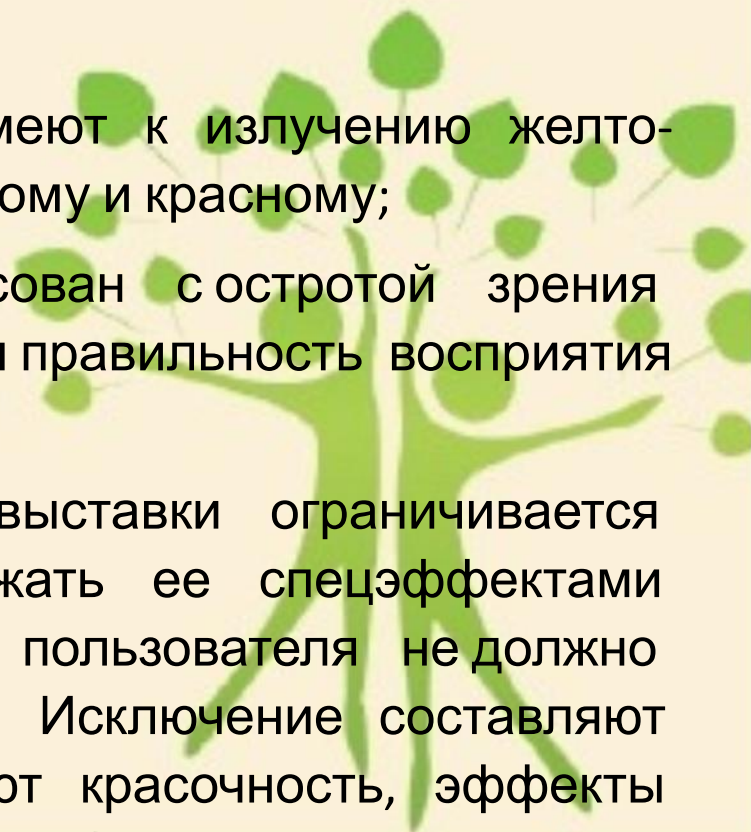 меют к излучению желто-
ому и красному;
сован с остротой зрения
правильность восприятия
выставки ограничивается
жать ее спецэффектами
пользователя не должно
Исключение составляют
красочность, эффекты